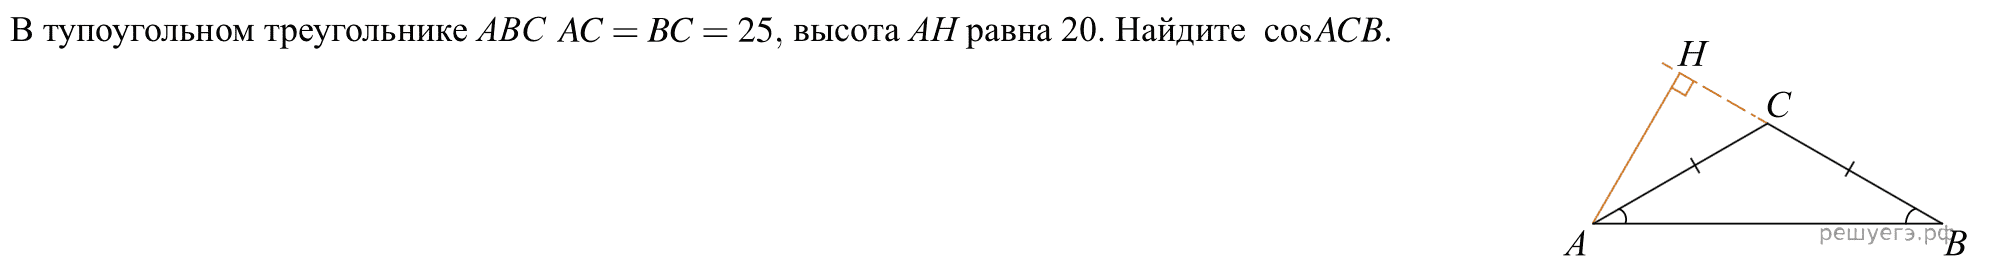 В тупоугольном треугольнике ABC AC = BC = 25, высота AH равна 20. Найдите cos ACB.
H
C
A
B
решуегэ.рф